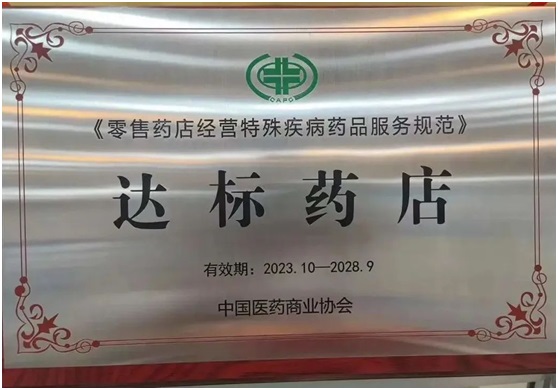 CAPC
《零售药店经营特殊疾病药品服务规范》
达标药店
有效期：2023.10—2028.9
中国医药商业协会